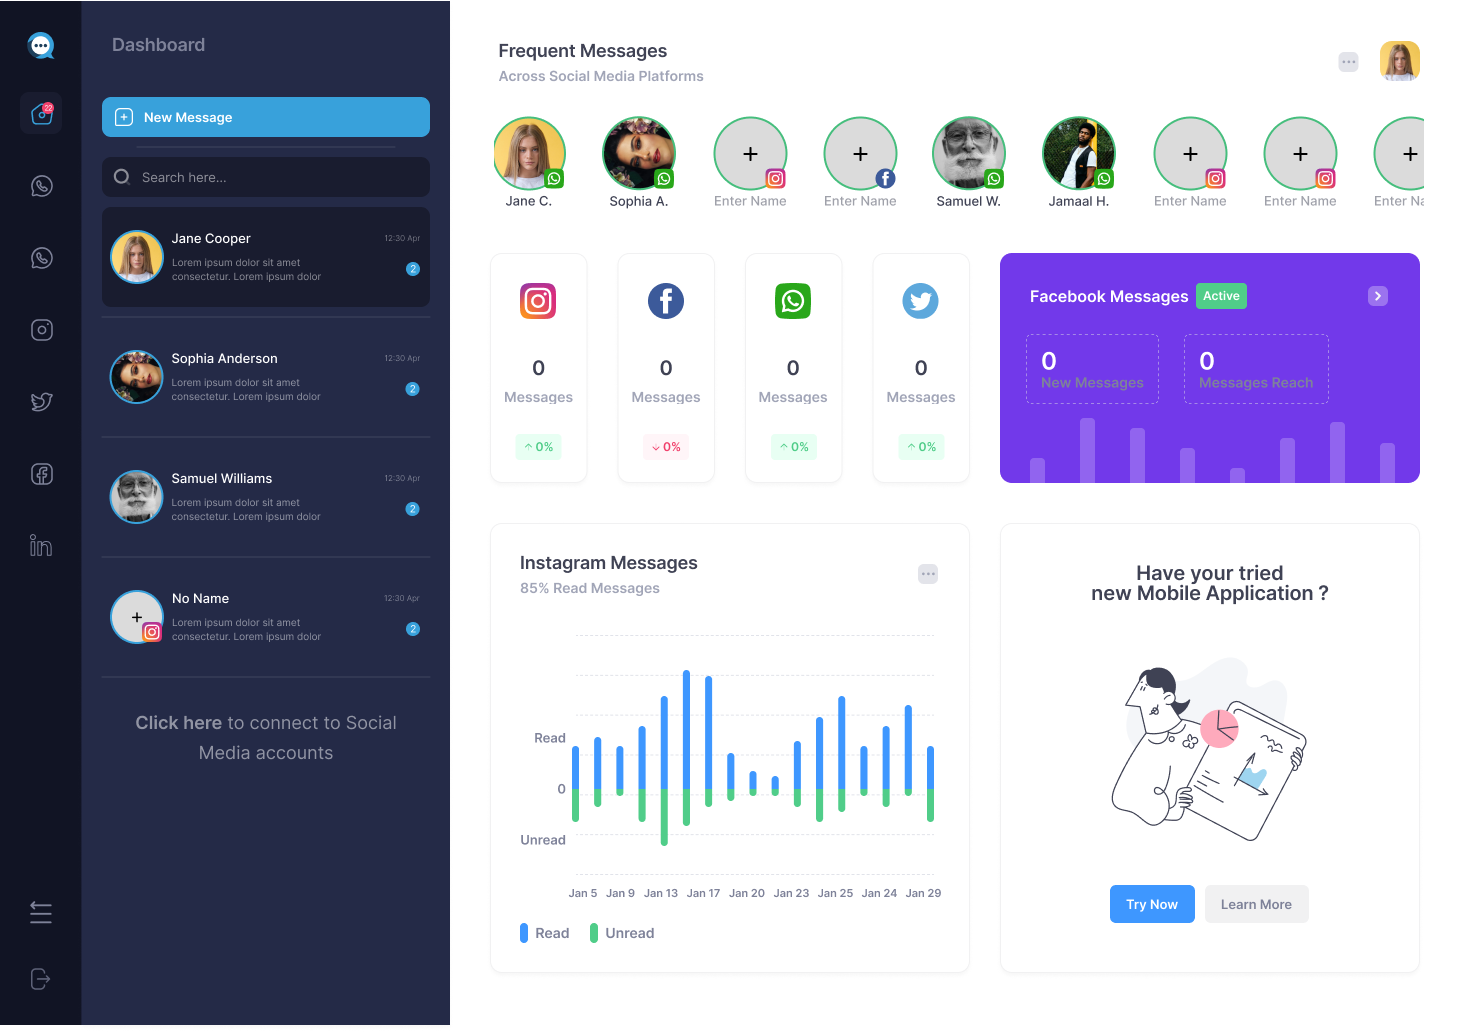 Dashboard
22
New Message
Search here...
Jane Cooper
12:30 Apr
Lorem ipsum dolor sit amet
consectetur. Lorem ipsum dolor
2
Sophia Anderson
12:30 Apr
Lorem ipsum dolor sit amet
consectetur. Lorem ipsum dolor
2
Samuel Williams
12:30 Apr
Lorem ipsum dolor sit amet
consectetur. Lorem ipsum dolor
2
No Name
12:30 Apr
Lorem ipsum dolor sit amet
consectetur. Lorem ipsum dolor
2
Click here to connect to Social
Media accounts
Frequent Messages
Across Social Media Platforms
Jane C.
Sophia A.
Enter Name
Enter Name
Samuel W.
Jamaal H.
Enter Name
Enter Name
Enter Na
0
Messages
0%
0
Messages
0%
0
Messages
0%
0
Messages
0%
Facebook Messages
Active
0
New Messages
0
Messages Reach
Instagram Messages
85% Read Messages
Read
0
Unread
Jan 5 Jan 9 Jan 13 Jan 17 Jan 20 Jan 23 Jan 25 Jan 24 Jan 29
Read
Unread
Have your tried
new Mobile Application ?
Try Now
Learn More